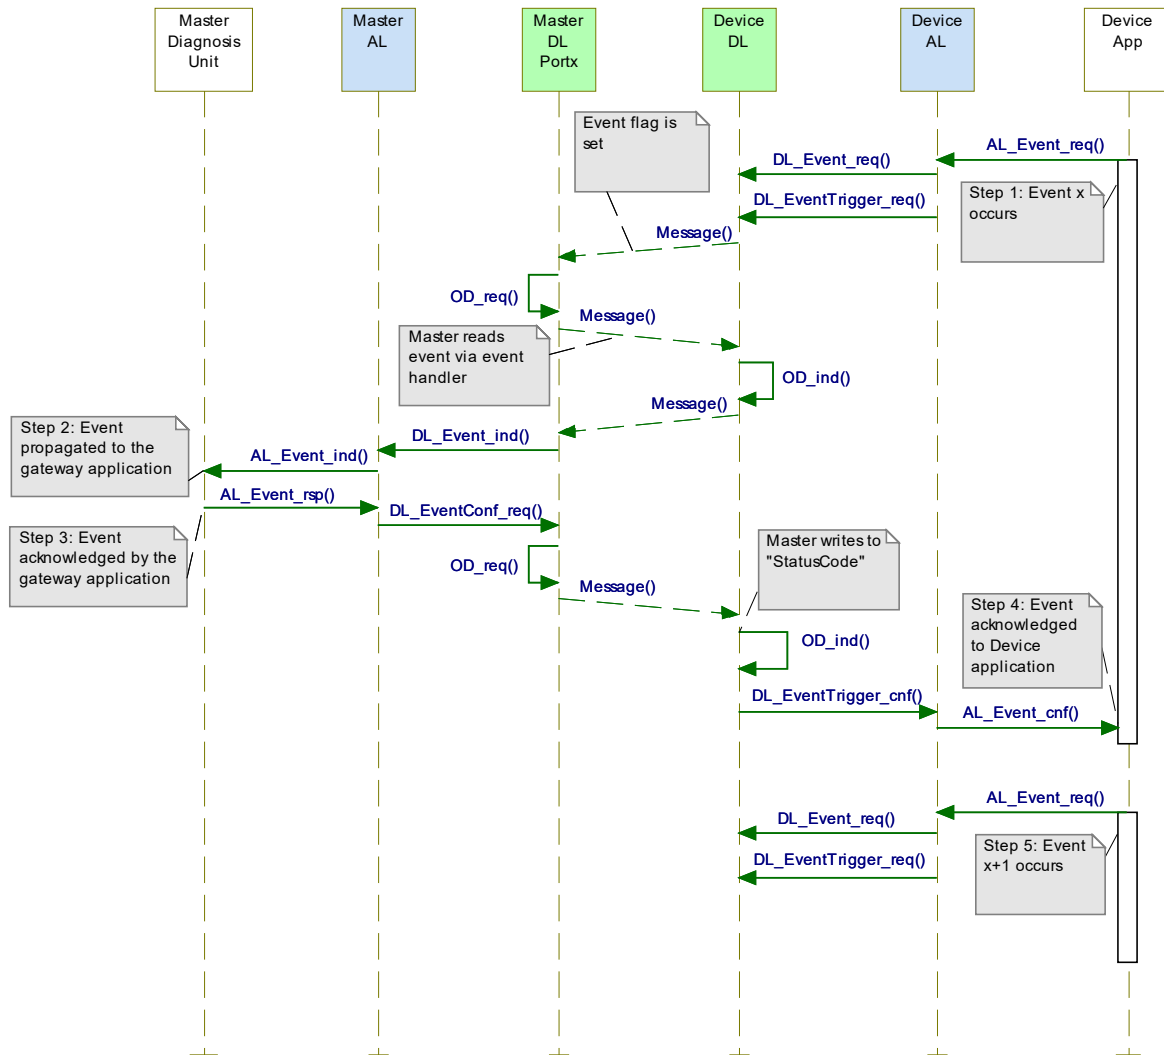 Master
Diagnosis
Unit
Master
AL
Master
DL
Portx
Device
DL
Device
AL
Device
App
Event flag is
set
AL_Event_req()
DL_Event_req()
Step 1: Event x
occurs
DL_EventTrigger_req()
Message()
OD_req()
Message()
Master reads
event via event
handler
OD_ind()
Message()
Step 2: Event
propagated to the
gateway application
DL_Event_ind()
AL_Event_ind()
AL_Event_rsp()
DL_EventConf_req()
Step 3: Event
acknowledged by the
gateway application
Master writes to
"StatusCode"
OD_req()
Message()
Step 4: Event
acknowledged
to Device
application
OD_ind()
DL_EventTrigger_cnf()
AL_Event_cnf()
AL_Event_req()
DL_Event_req()
Step 5: Event
x+1 occurs
DL_EventTrigger_req()